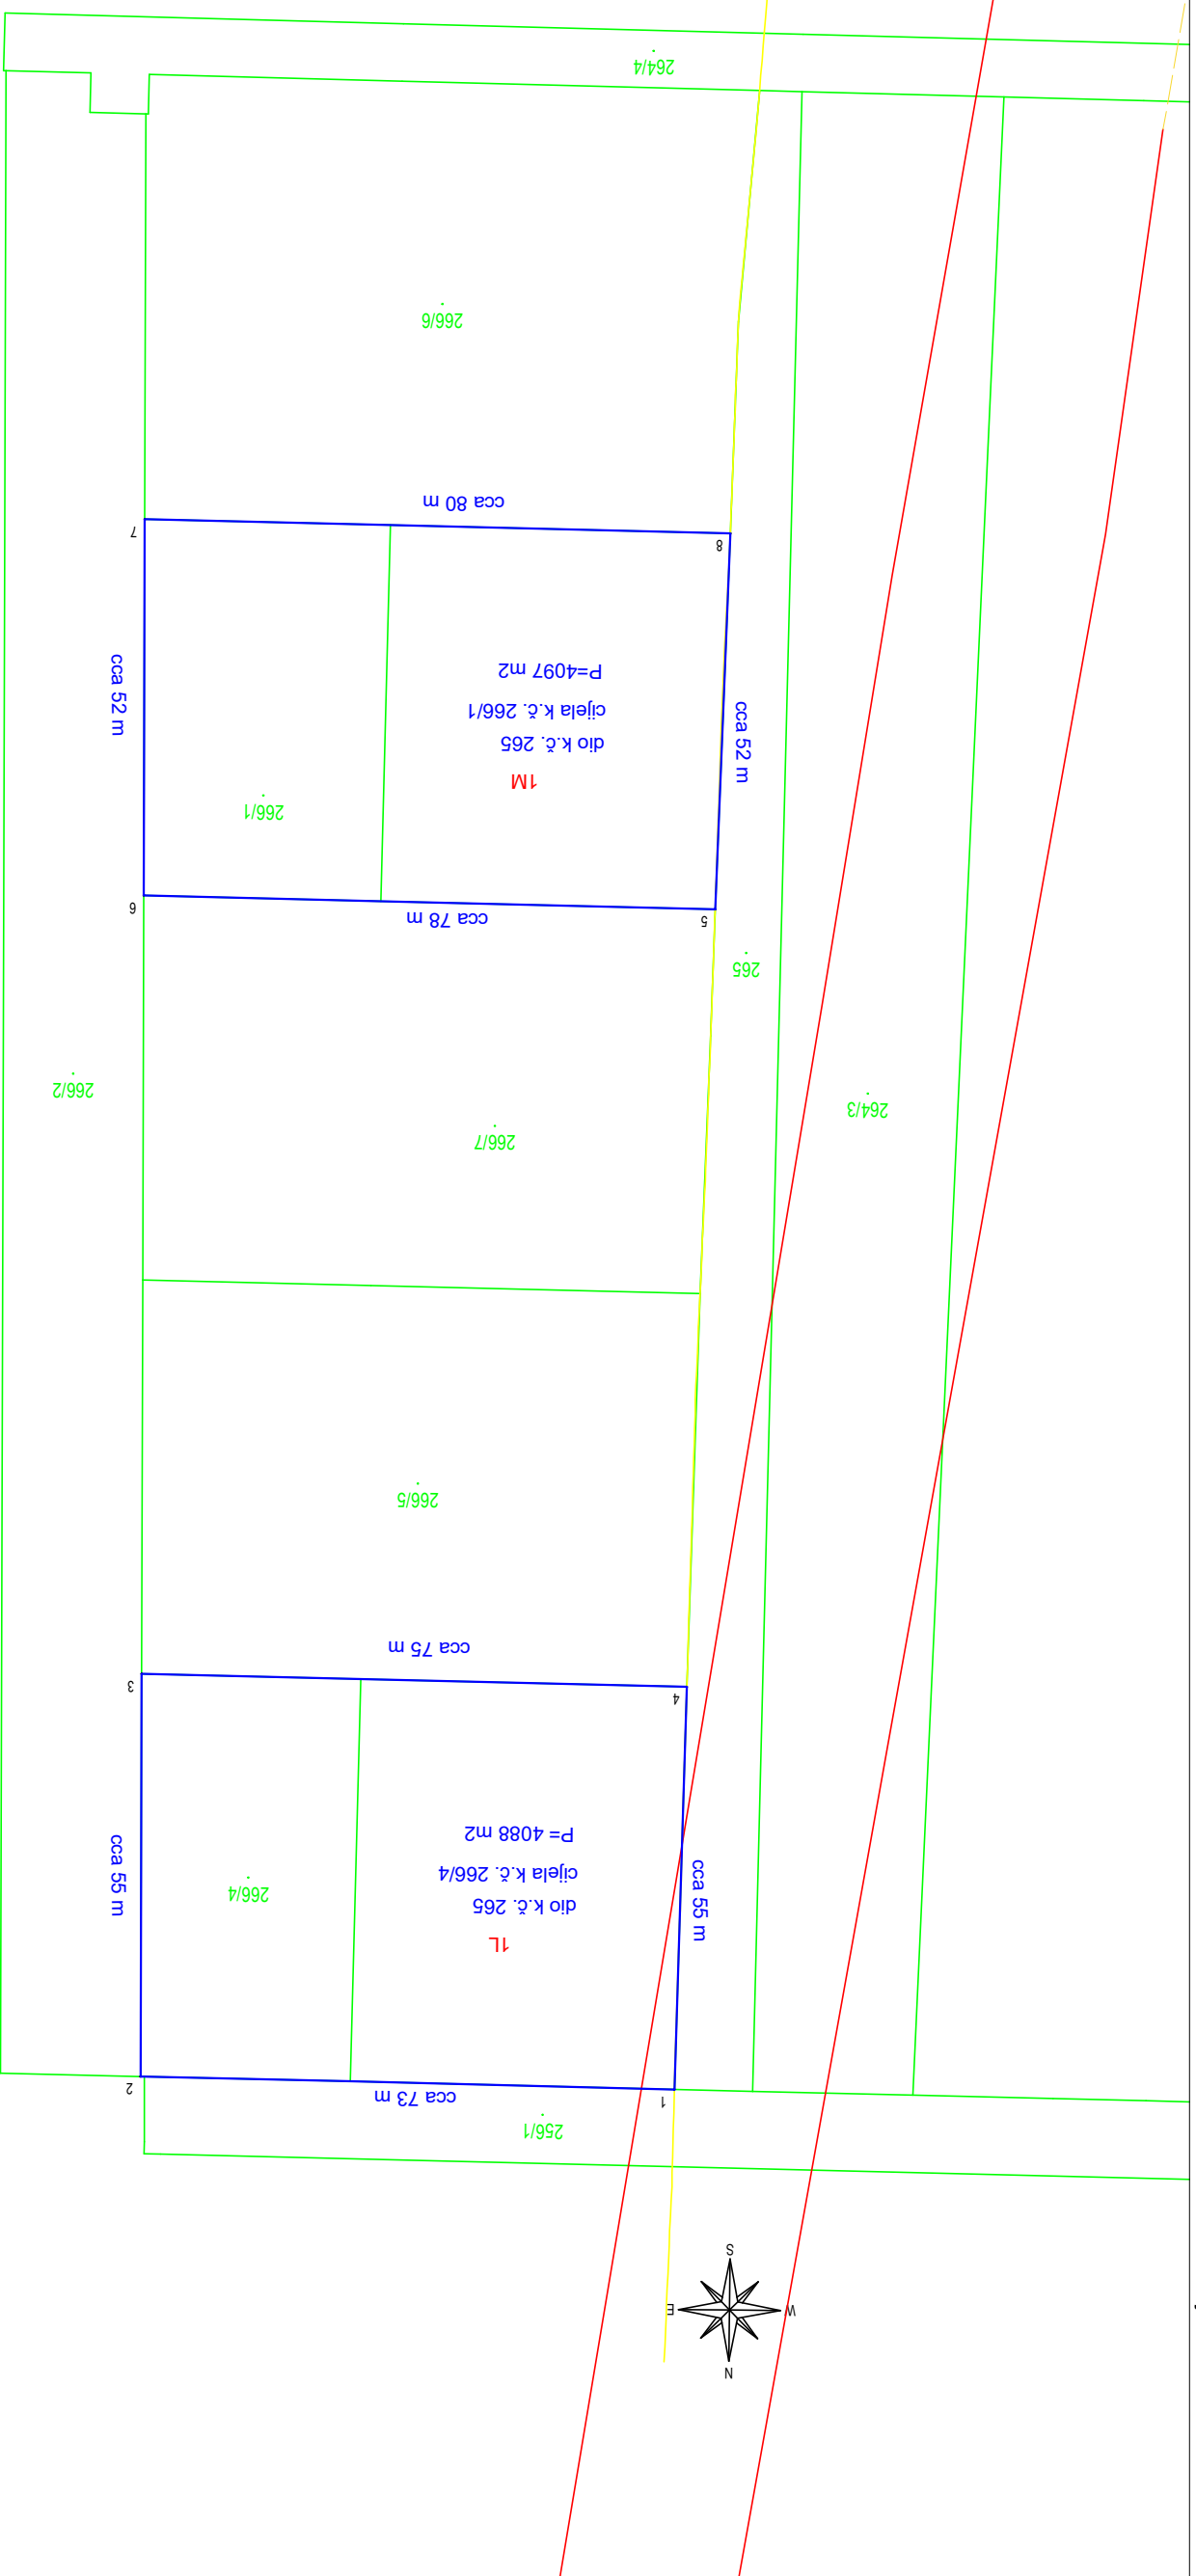 N
E
W
S
256/1
cca 73 m
1
2
1L
dio k.č. 265
cijela k.č. 266/4
P= 4088 m2
266/4
cca 55 m
cca 55 m
4
3
cca 75 m
266/5
266/7
264/3
266/2
265
5
6
cca 78 m
266/1
1M
dio k.č. 265
cijela k.č. 266/1
P=4097 m2
cca 52 m
cca 52 m
8
7
cca 80 m
266/6
264/4